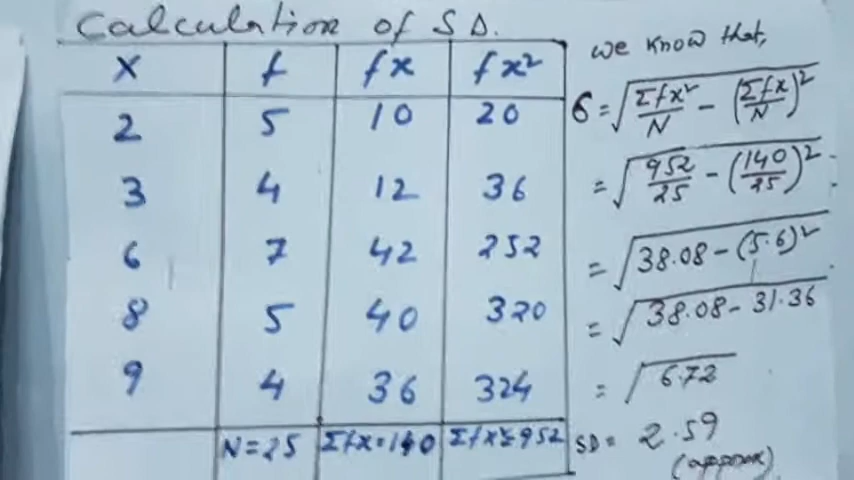 Calculation of S D.
X f fx fx²
2 5 10 20
3 4 12 36
6 7 42 252
8 5 40 320
9 4 36 324
N=25 Σfx=140 Σfx²=952
we know that,
6 = √(Σfx²/N - (Σfx/N)²)
= √(952/25 - (140/25)²)
= √(38.08 - (5.6)²)
= √(38.08 - 31.36)
= √(6.72)
SD = 2.59
(approx)